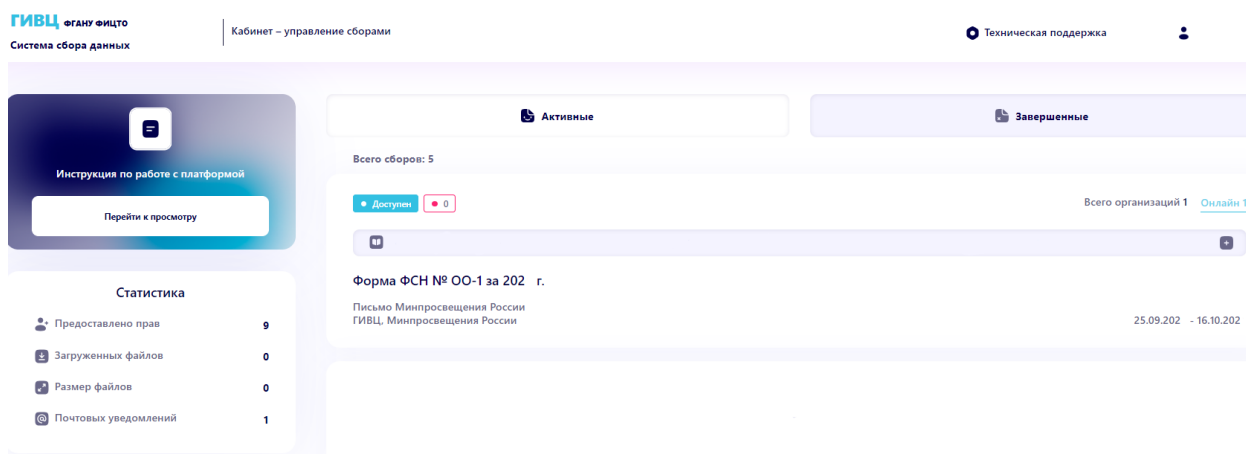 ГИВЦ ФГАНУ ФИЦТО
Система сбора данных
Кабинет – управление сборами
Техническая поддержка
Инструкция по работе с платформой
Перейти к просмотру
Статистика
Предоставлено прав 9
Загруженных файлов 0
Размер файлов 0
Почтовых уведомлений 1
Активные
Завершенные
Всего сборов: 5
Доступен 0
Всего организаций 1 Онлайн 1
Форма ФСН № ОО-1 за 202 г.
Письмо Минпросвещения России
ГИВЦ, Минпросвещения России
25.09.202 - 16.10.202